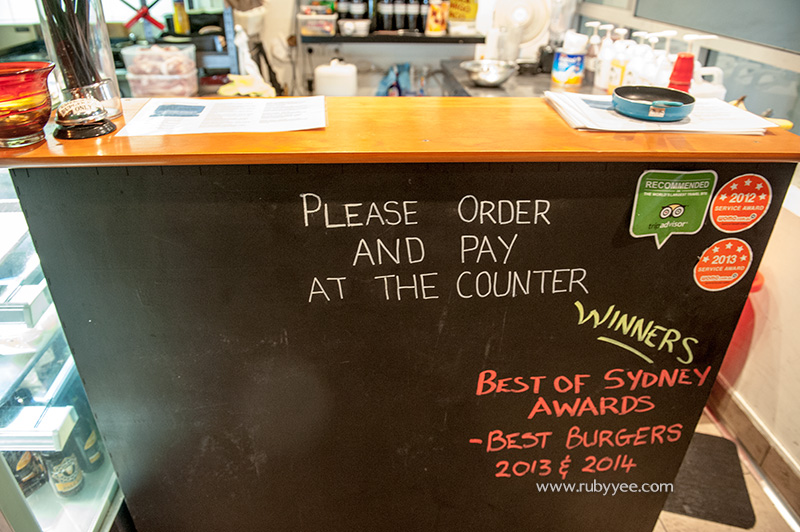 PLEASE ORDER
AND PAY
AT THE COUNTER
RECOMMENDED
tripadvisor
2012
SERVICE AWARD
2013
SERVICE AWARD
WINNERS
BEST OF SYDNEY
AWARDS
- BEST BURGERS
2013 & 2014
www.rubyyee.com